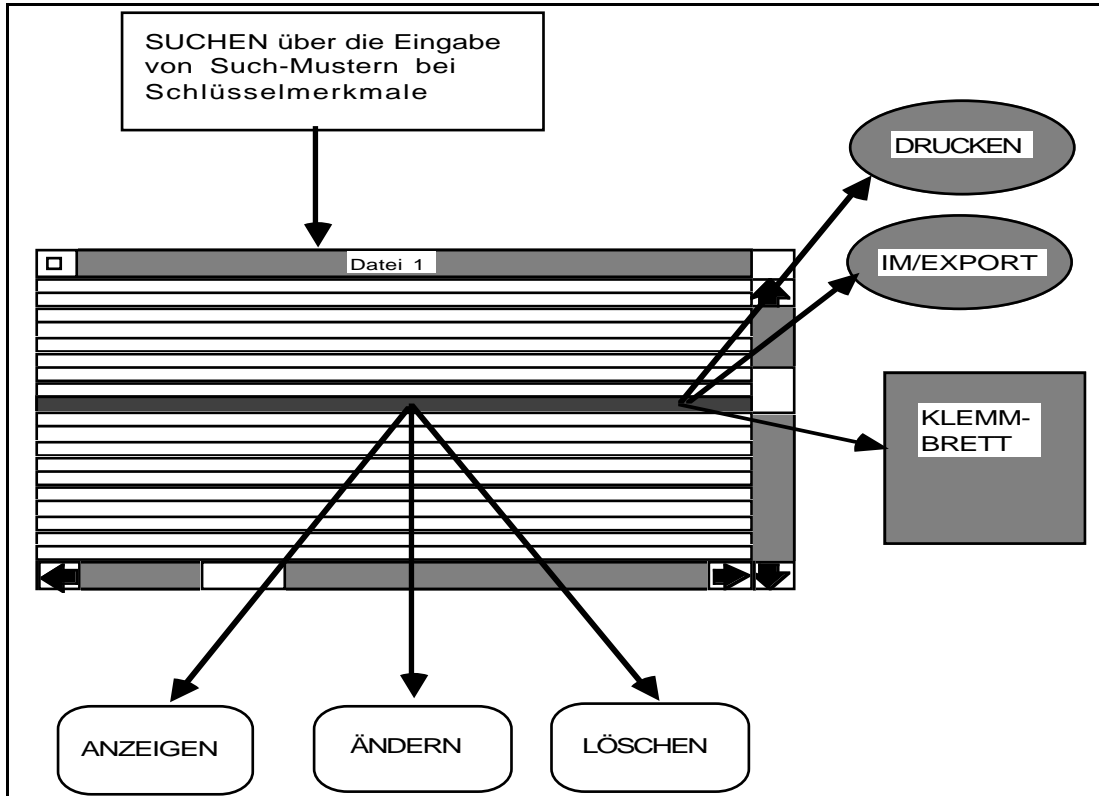 SUCHEN über die Eingabe
von Such-Mustern bei
Schlüsselmerkmale
DRUCKEN
IM/EXPORT
Datei 1
KLEMM-
BRETT
ANZEIGEN
ÄNDERN
LÖSCHEN